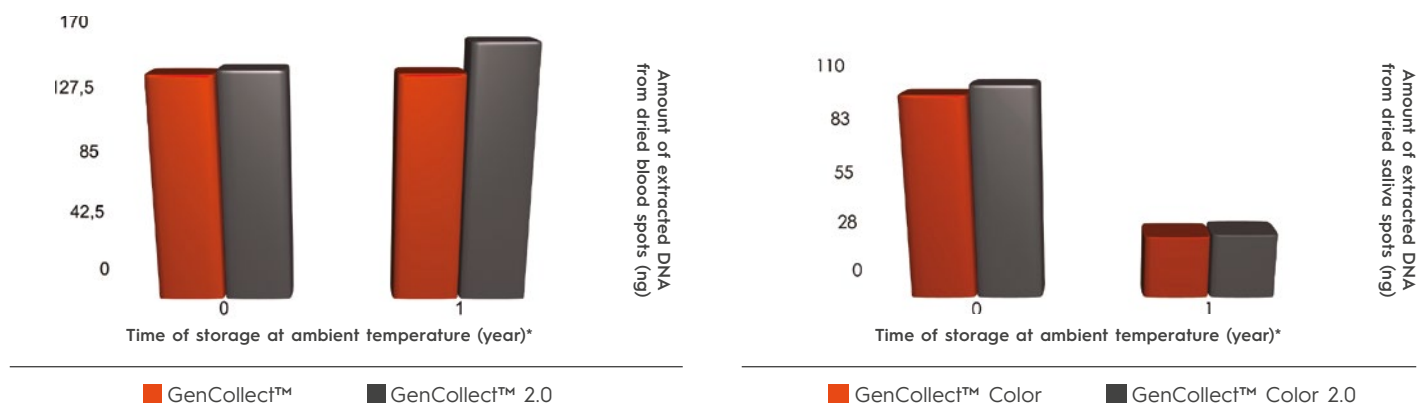 170
127,5
85
42,5
0
0
1
Time of storage at ambient temperature (year)*
Amount of extracted DNA
from dried blood spots (ng)
GenCollect™
GenCollect™ 2.0
110
83
55
28
0
0
1
Time of storage at ambient temperature (year)*
Amount of extracted DNA
from dried saliva spots (ng)
GenCollect™ Color
GenCollect™ Color 2.0